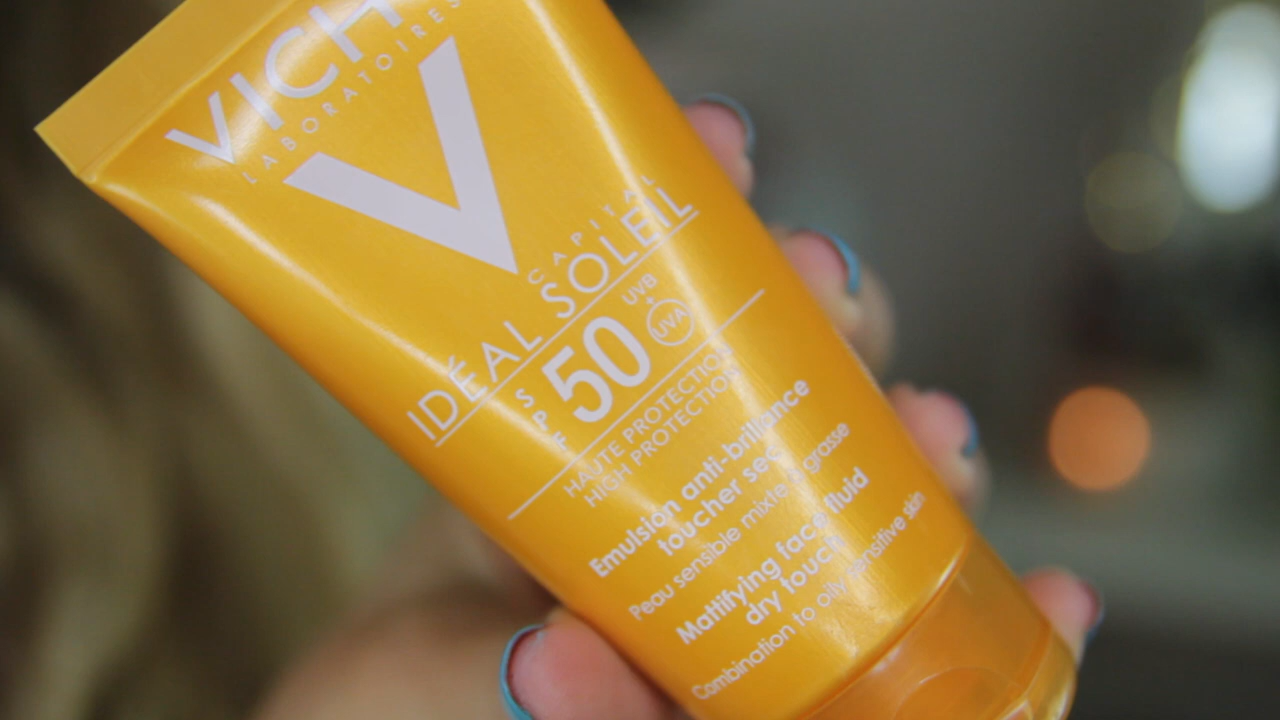 VICH
LABORATOIRES
V
CAPITAL
IDÉAL SOLEIL
SPF 50 UVB + UVA
HAUTE PROTECTION
HIGH PROTECTION
Emulsion anti-brillance
toucher sec
Peau sensible mixte à grasse
Mattifying face fluid
dry touch
Combination to oily sensitive skin